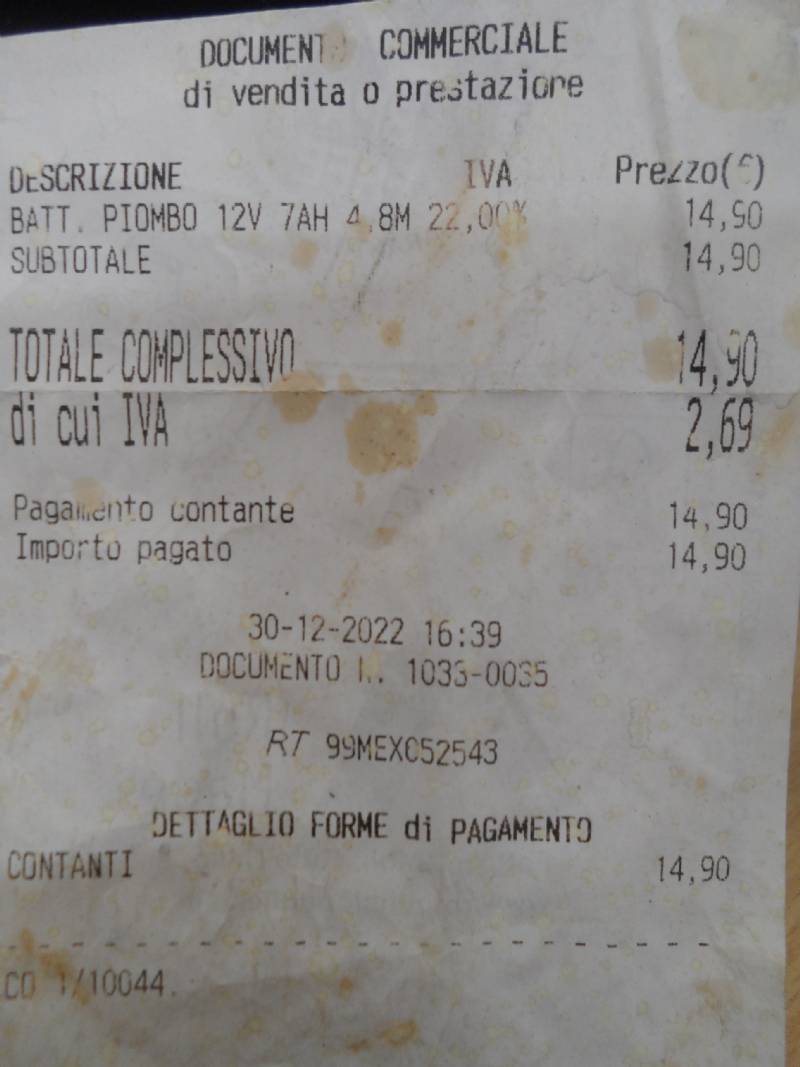 DOCUMENTO COMMERCIALE
di vendita o prestazione
DESCRIZIONE IVA Prezzo(€)
BATT. PIOMBO 12V 7AH 4,8M 22,00% 14,90
SUBTOTALE 14,90
TOTALE COMPLESSIVO 14,90
di cui IVA 2,69
Pagamento contante 14,90
Importo pagato 14,90
30-12-2022 16:39
DOCUMENTO N. 1033-0035
RT 99MEXC52543
DETTAGLIO FORME di PAGAMENTO
CONTANTI 14,90
- - - - - - - - - - - - - - - - - - - - - - - -
CO 1/10044.